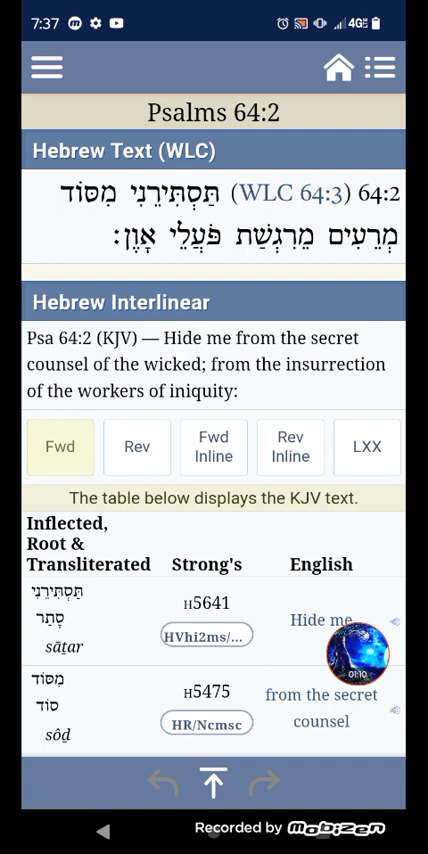 7:37 4G
Psalms 64:2
Hebrew Text (WLC)
64:2 (WLC 64:3) תַּסְתִּירֵנִי מִסּוֹד
מְרֵעִים מֵרִגְשַׁת פֹּעֲלֵי אָוֶן׃
Hebrew Interlinear
Psa 64:2 (KJV) — Hide me from the secret
counsel of the wicked; from the insurrection
of the workers of iniquity:
Fwd Rev Fwd Inline Rev Inline LXX
The table below displays the KJV text.
Inflected,
Root &
Transliterated Strong's English
תַּסְתִּירֵנִי
סָתַר
sāṯar
H5641
HVhi2ms/...
Hide me
מִסּוֹד
סוֹד
sôḏ
H5475
HR/Ncmsc
from the secret
counsel
01:10
Recorded by Mobizen